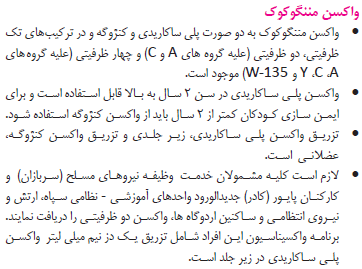 واکسن مننگوکوک
• واکسن مننگوکوک به دو صورت پلی ساکاریدی و کنژوگه و در ترکیب‌های تک
ظرفیتی، دو ظرفیتی (علیه گروه های A و C) و چهار ظرفیتی (علیه گروه‌های
A، C، Y و W-135) موجود است.
• واکسن پلی ساکاریدی در سن ۲ سال به بالا قابل استفاده است و برای
ایمن سازی کودکان کمتر از ۲ سال باید از واکسن کنژوگه استفاده شود.
• تزریق واکسن پلی ساکاریدی، زیر جلدی و تزریق واکسن کنژوگه،
عضلانی است.
• لازم است کلیه مشمولان خدمت وظیفه نیروهای مسلح (سربازان) و
کارکنان پایور (کادر) جدیدالورود واحدهای آموزشی - نظامی سپاه، ارتش و
نیروی انتظامی و ساکنین اردوگاه ها، واکسن دو ظرفیتی را دریافت نمایند.
برنامه واکسیناسیون این افراد شامل تزریق یک دز نیم میلی لیتر واکسن
پلی ساکاریدی در زیر جلد است.